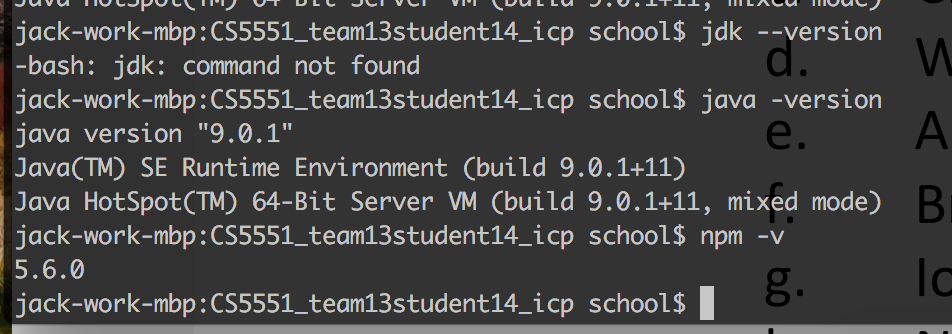 Java HotSpot(TM) 64-Bit Server VM (build 9.0.1+11, mixed mode)
jack-work-mbp:CS5551_team13student14_icp school$ jdk --version
-bash: jdk: command not found
jack-work-mbp:CS5551_team13student14_icp school$ java -version
java version "9.0.1"
Java(TM) SE Runtime Environment (build 9.0.1+11)
Java HotSpot(TM) 64-Bit Server VM (build 9.0.1+11, mixed mode)
jack-work-mbp:CS5551_team13student14_icp school$ npm -v
5.6.0
jack-work-mbp:CS5551_team13student14_icp school$
d.
e.
f.
g.